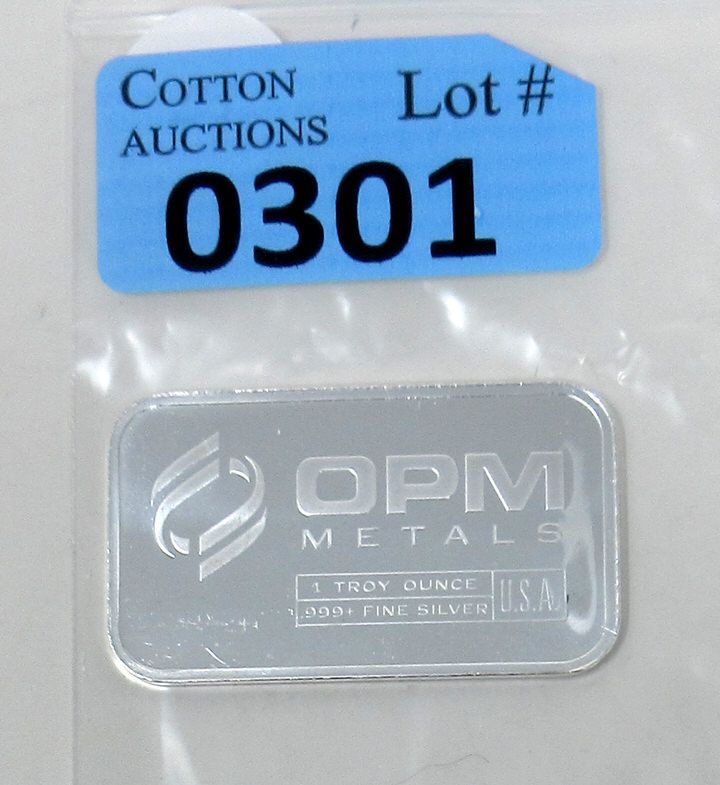 COTTON
AUCTIONS
Lot #
0301
OPM
METALS
1 TROY OUNCE
.999+ FINE SILVER
U.S.A.